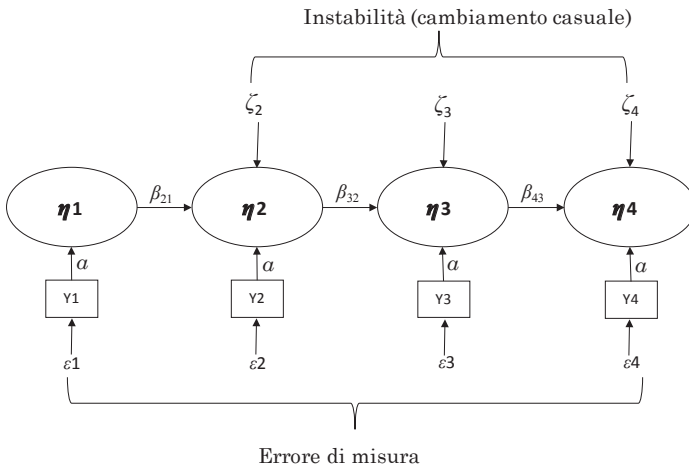 Instabilità (cambiamento casuale)
ζ2 ζ3 ζ4
η1 β21 η2 β32 η3 β43 η4
a a a a
Y1 Y2 Y3 Y4
ε1 ε2 ε3 ε4
Errore di misura